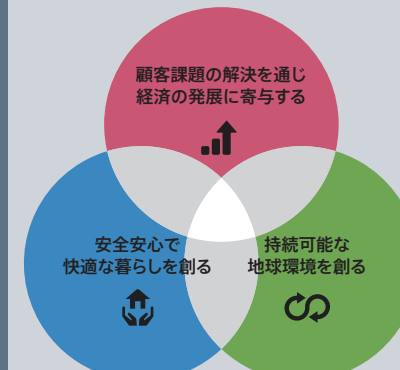 顧客課題の解決を通じ
経済の発展に寄与する
安全安心で
快適な暮らしを創る
持続可能な
地球環境を創る